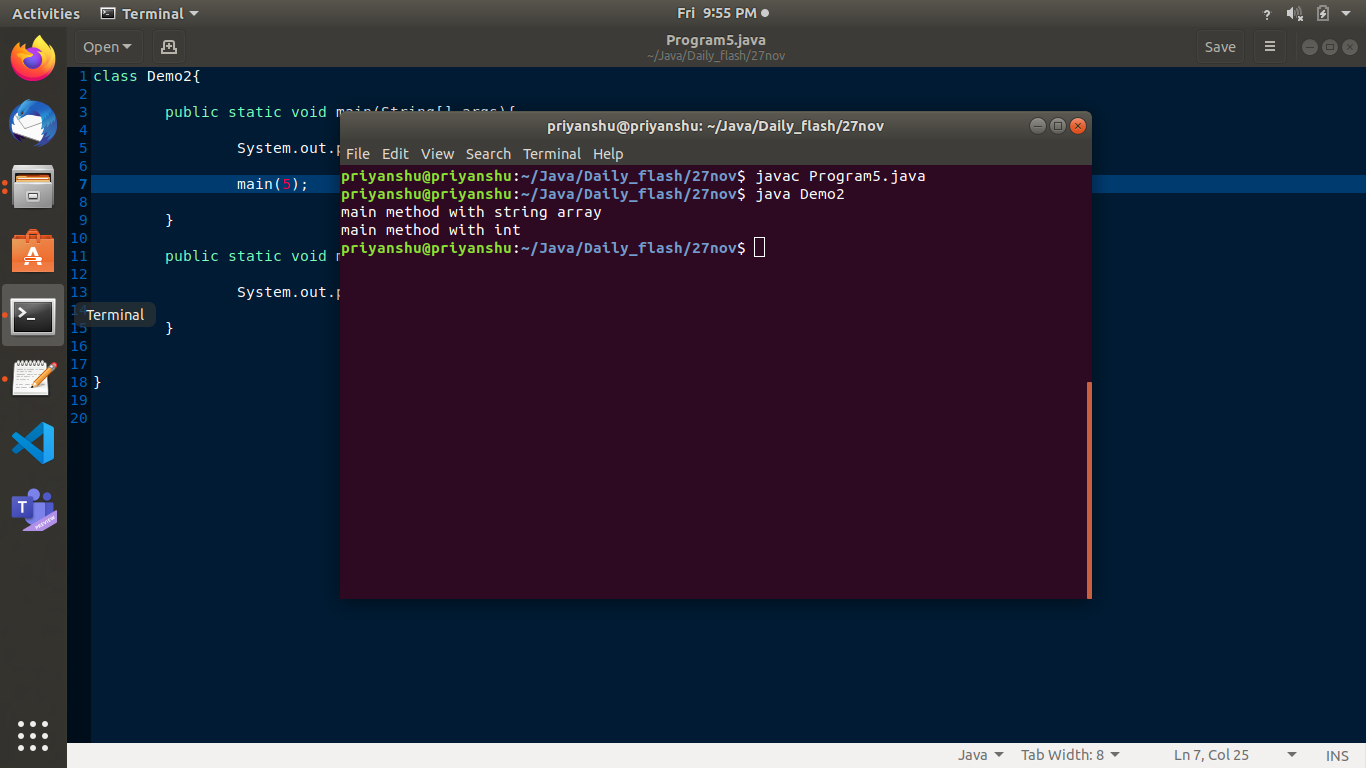 Activities Terminal Fri 9:55 PM ?
Open Program5.java Save
~/Java/Daily_flash/27nov
1 class Demo2{
2
3 public static void main(String[] args){
4
5 System.out.p
6
7 main(5);
8
9 }
10
11 public static void m
12
13 System.out.p
14
15 }
16
17
18 }
19
20
Terminal
priyanshu@priyanshu: ~/Java/Daily_flash/27nov
File Edit View Search Terminal Help
priyanshu@priyanshu:~/Java/Daily_flash/27nov$ javac Program5.java
priyanshu@priyanshu:~/Java/Daily_flash/27nov$ java Demo2
main method with string array
main method with int
priyanshu@priyanshu:~/Java/Daily_flash/27nov$
T
PREVIEW
Java Tab Width: 8 Ln 7, Col 25 INS